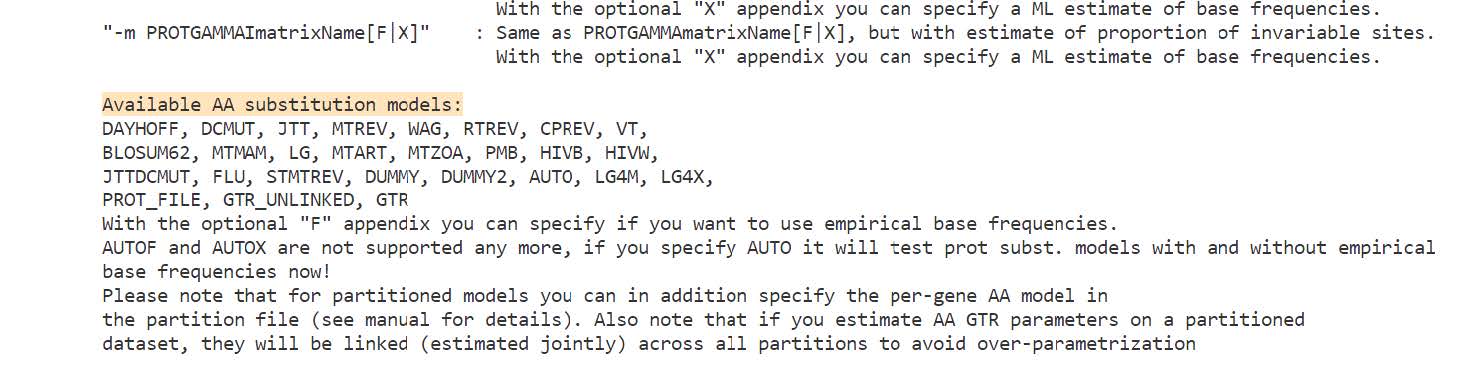 With the optional "X" appendix you can specify a ML estimate of base frequencies.
"-m PROTGAMMAImatrixName[F|X]" : Same as PROTGAMMAmatrixName[F|X], but with estimate of proportion of invariable sites.
With the optional "X" appendix you can specify a ML estimate of base frequencies.
Available AA substitution models:
DAYHOFF, DCMUT, JTT, MTREV, WAG, RTREV, CPREV, VT,
BLOSUM62, MTMAM, LG, MTART, MTZOA, PMB, HIVB, HIVW,
JTTDCMUT, FLU, STMTREV, DUMMY, DUMMY2, AUTO, LG4M, LG4X,
PROT_FILE, GTR_UNLINKED, GTR
With the optional "F" appendix you can specify if you want to use empirical base frequencies.
AUTOF and AUTOX are not supported any more, if you specify AUTO it will test prot subst. models with and without empirical
base frequencies now!
Please note that for partitioned models you can in addition specify the per-gene AA model in
the partition file (see manual for details). Also note that if you estimate AA GTR parameters on a partitioned
dataset, they will be linked (estimated jointly) across all partitions to avoid over-parametrization